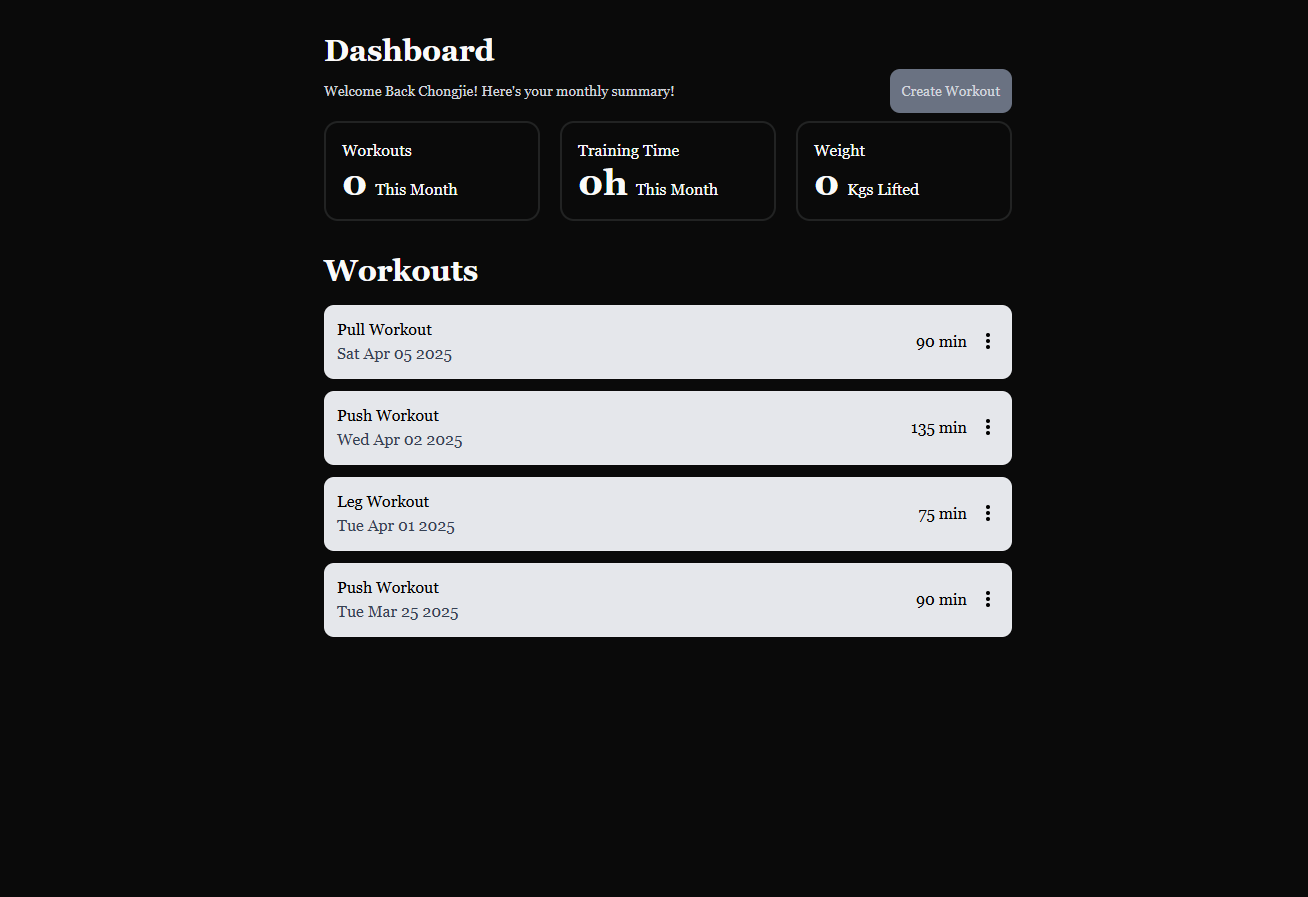 Dashboard
Welcome Back Chongjie! Here's your monthly summary!
Create Workout
Workouts
0 This Month
Training Time
0h This Month
Weight
0 Kgs Lifted
Workouts
Pull Workout
Sat Apr 05 2025
90 min
Push Workout
Wed Apr 02 2025
135 min
Leg Workout
Tue Apr 01 2025
75 min
Push Workout
Tue Mar 25 2025
90 min